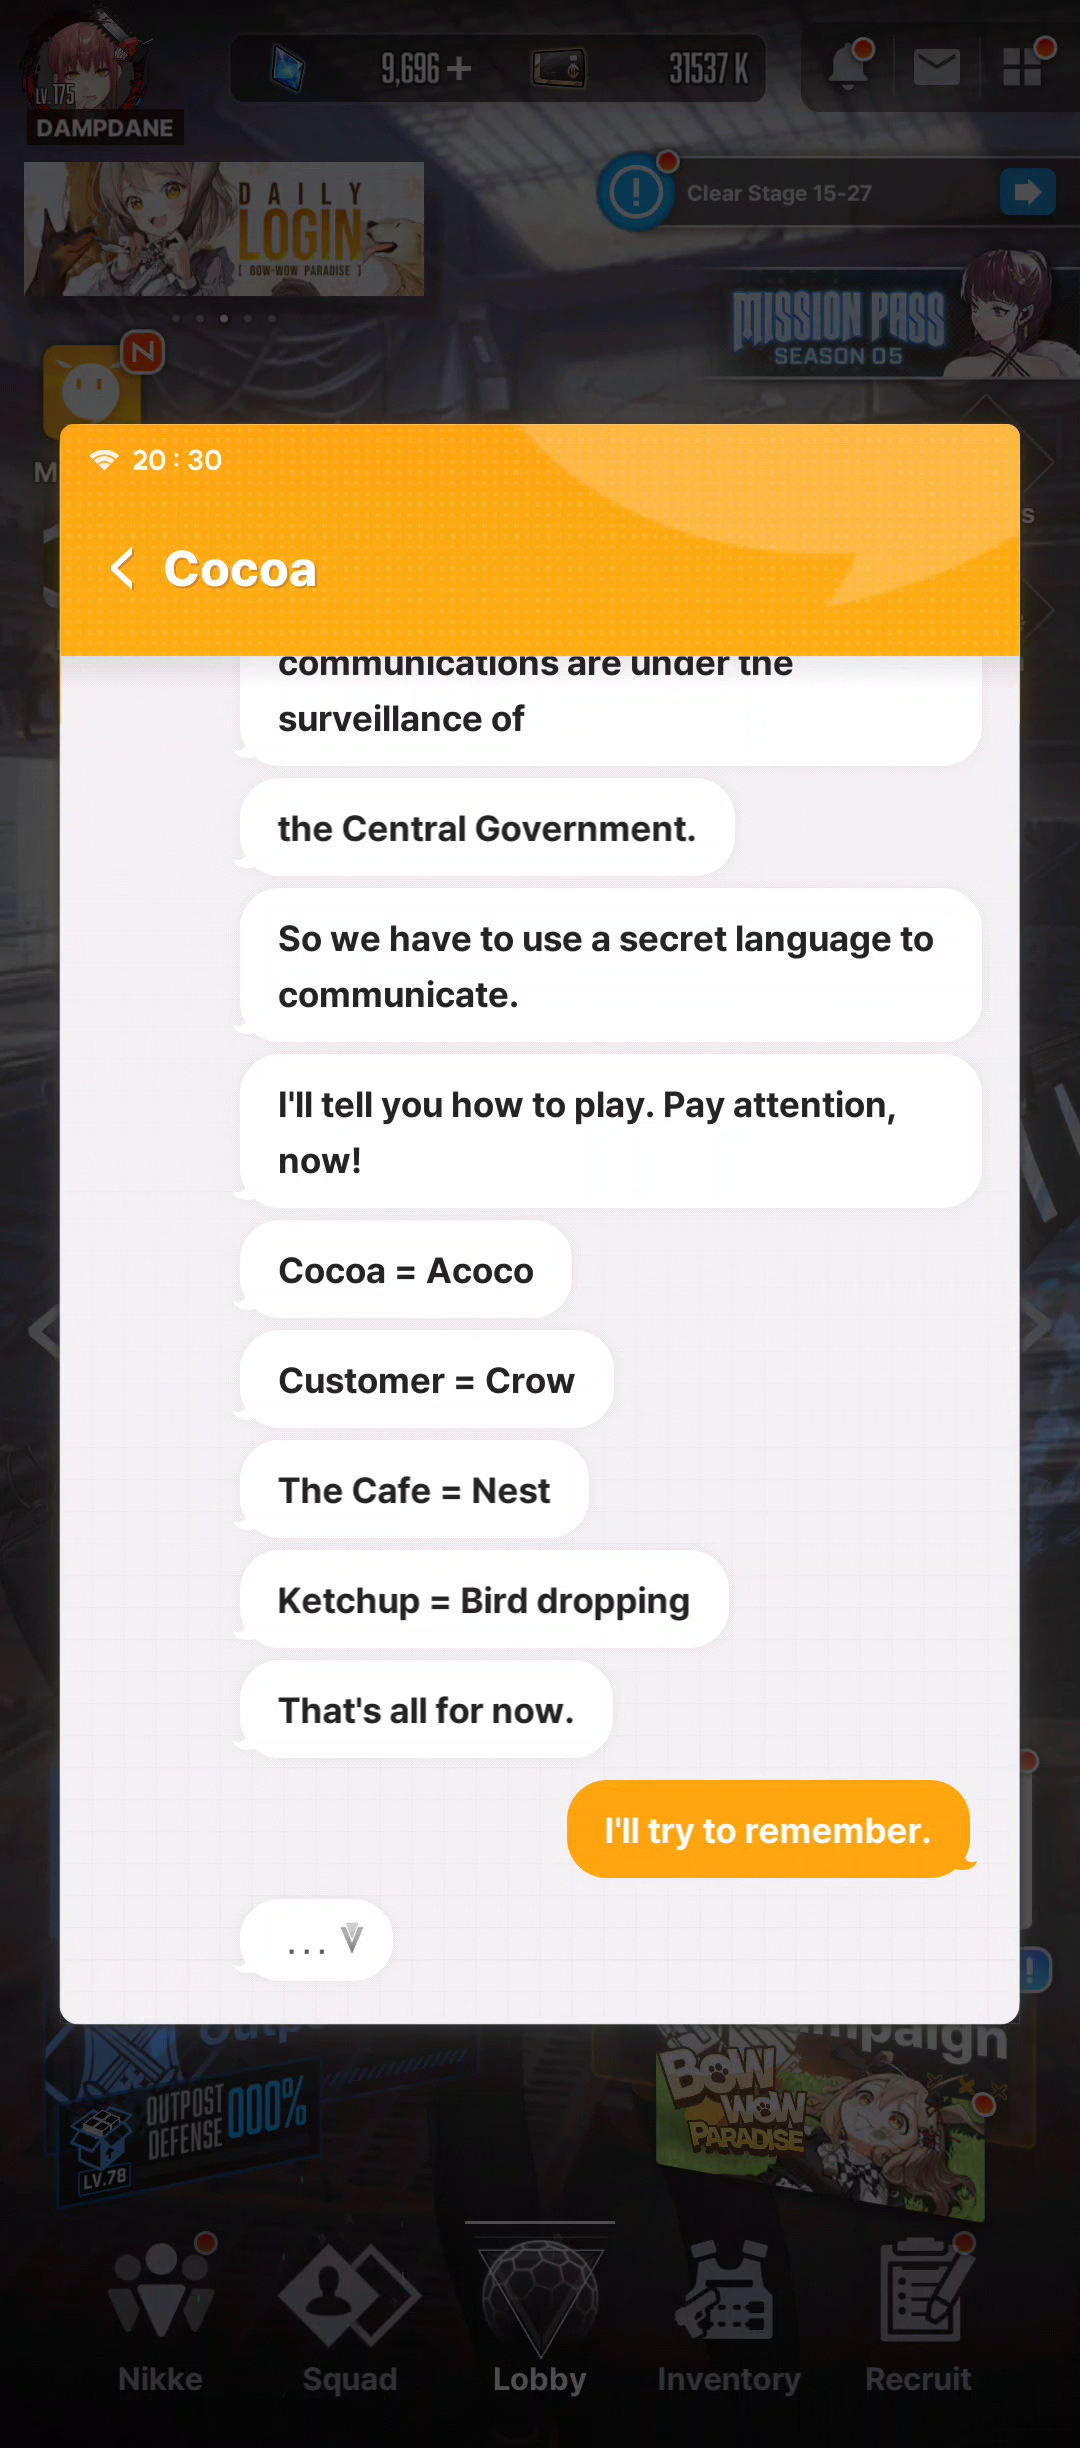 LV.175
9,696
31537 K
DAMPDANE
DAILY
LOGIN
[ BOW-WOW PARADISE ]
Clear Stage 15-27
MISSION PASS
SEASON 05
N
M
20 : 30
s
Cocoa
communications are under the
surveillance of
the Central Government.
So we have to use a secret language to
communicate.
I'll tell you how to play. Pay attention,
now!
Cocoa = Acoco
Customer = Crow
The Cafe = Nest
Ketchup = Bird dropping
That's all for now.
I'll try to remember.
...
Outp
mpaign
OUTPOST
DEFENSE
000%
LV.78
BOW
WOW
PARADISE
Nikke
Squad
Lobby
Inventory
Recruit